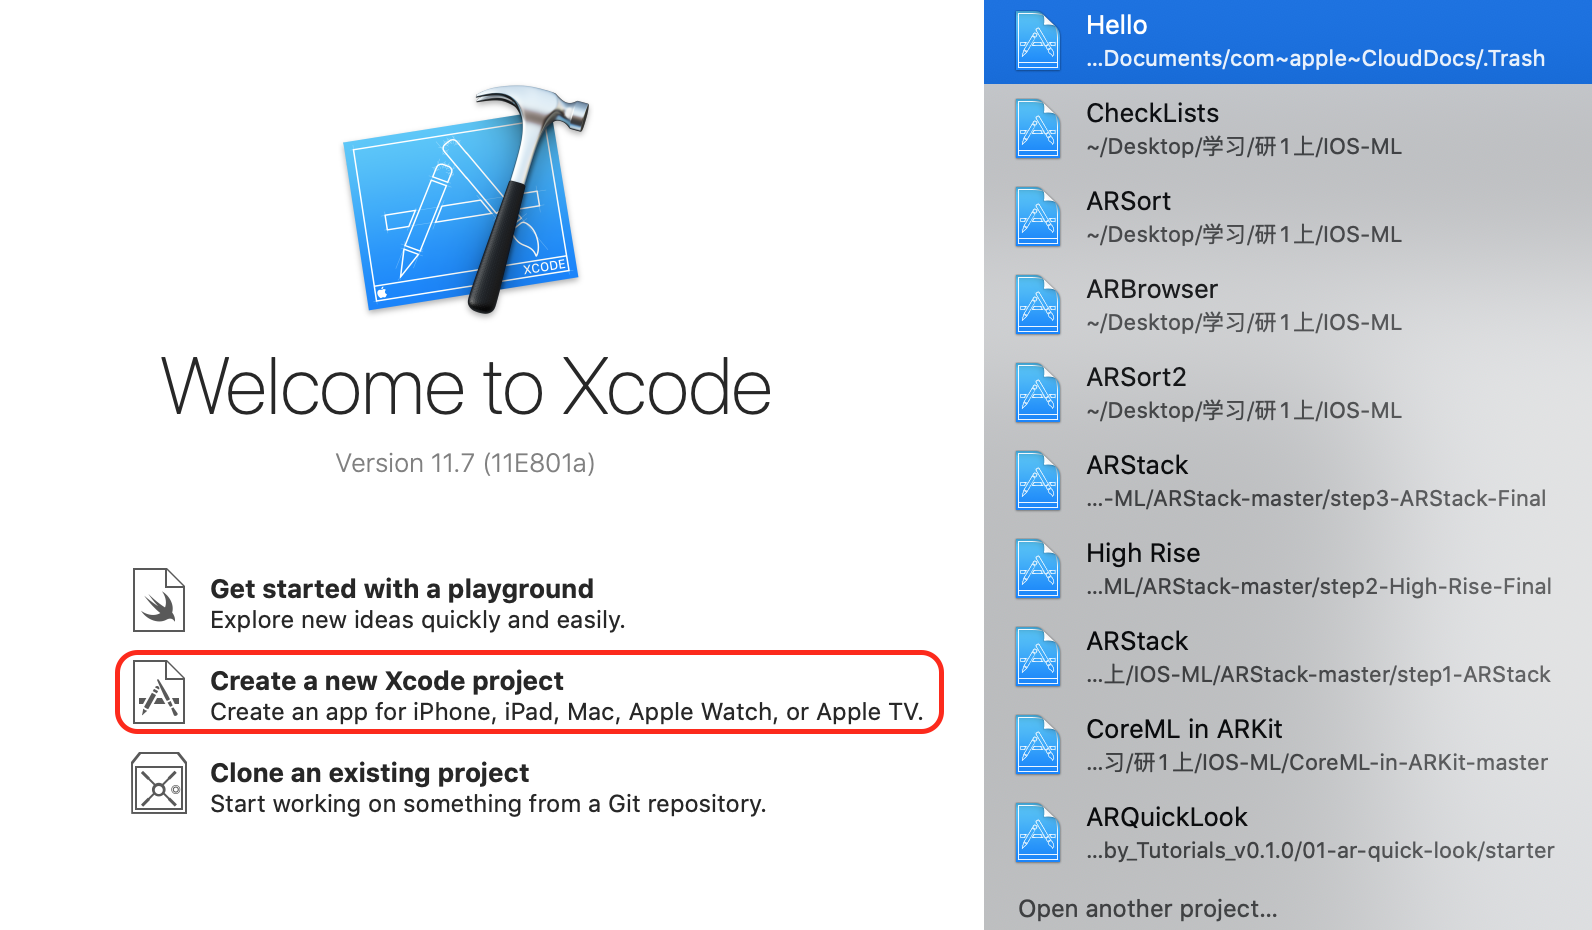 XCODE
Welcome to Xcode
Version 11.7 (11E801a)
Get started with a playground
Explore new ideas quickly and easily.
Create a new Xcode project
Create an app for iPhone, iPad, Mac, Apple Watch, or Apple TV.
Clone an existing project
Start working on something from a Git repository.
Hello
...Documents/com~apple~CloudDocs/.Trash
CheckLists
~/Desktop/学习/研1上/IOS-ML
ARSort
~/Desktop/学习/研1上/IOS-ML
ARBrowser
~/Desktop/学习/研1上/IOS-ML
ARSort2
~/Desktop/学习/研1上/IOS-ML
ARStack
...-ML/ARStack-master/step3-ARStack-Final
High Rise
...ML/ARStack-master/step2-High-Rise-Final
ARStack
...上/IOS-ML/ARStack-master/step1-ARStack
CoreML in ARKit
...习/研1上/IOS-ML/CoreML-in-ARKit-master
ARQuickLook
...by_Tutorials_v0.1.0/01-ar-quick-look/starter
Open another project...